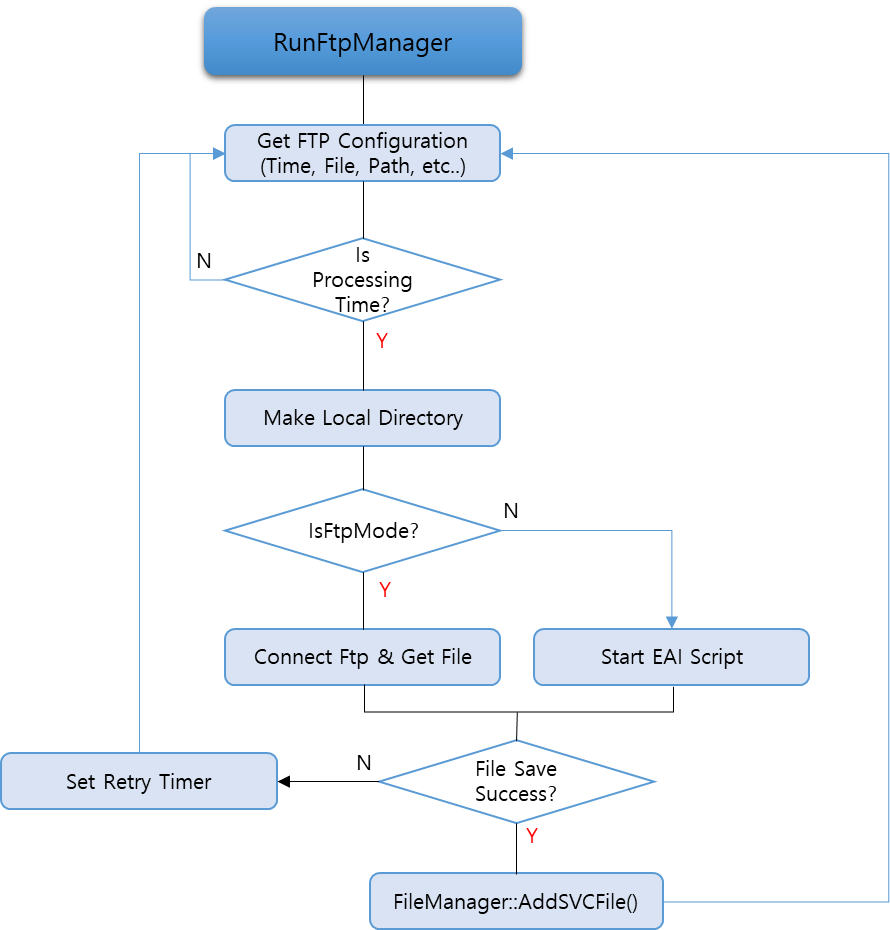 RunFtpManager
Get FTP Configuration
(Time, File, Path, etc..)
N
Is
Processing
Time?
Y
Make Local Directory
IsFtpMode?
N
Y
Connect Ftp & Get File
Start EAI Script
File Save
Success?
N
Set Retry Timer
Y
FileManager::AddSVCFile()